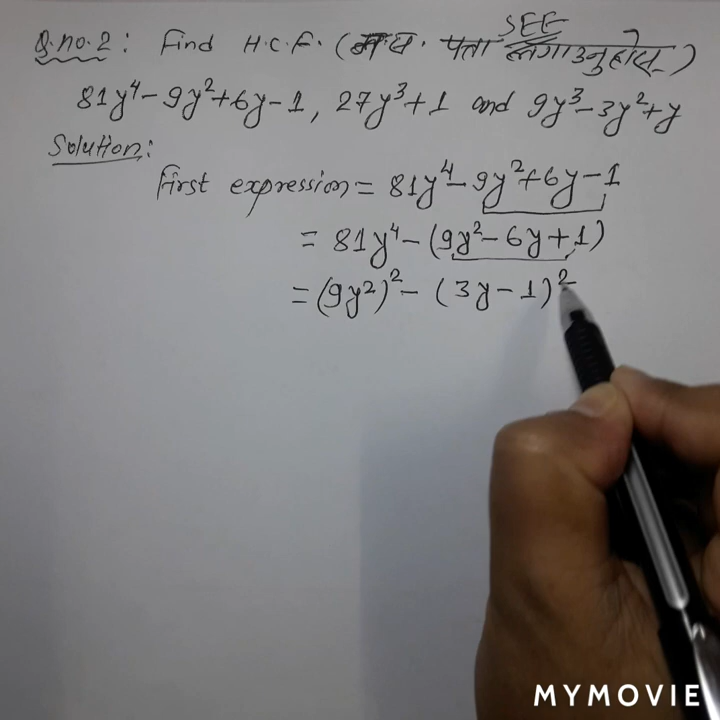 SEE
Q.no.2: Find H.C.F. (म.स. पत्ता लगाउनुहोस्)
81y⁴-9y²+6y-1, 27y³+1 and 9y³-3y²+y
Solution:
First expression = 81y⁴-9y²+6y-1
= 81y⁴-(9y²-6y+1)
= (9y²)²-(3y-1)²
MYMOVIE